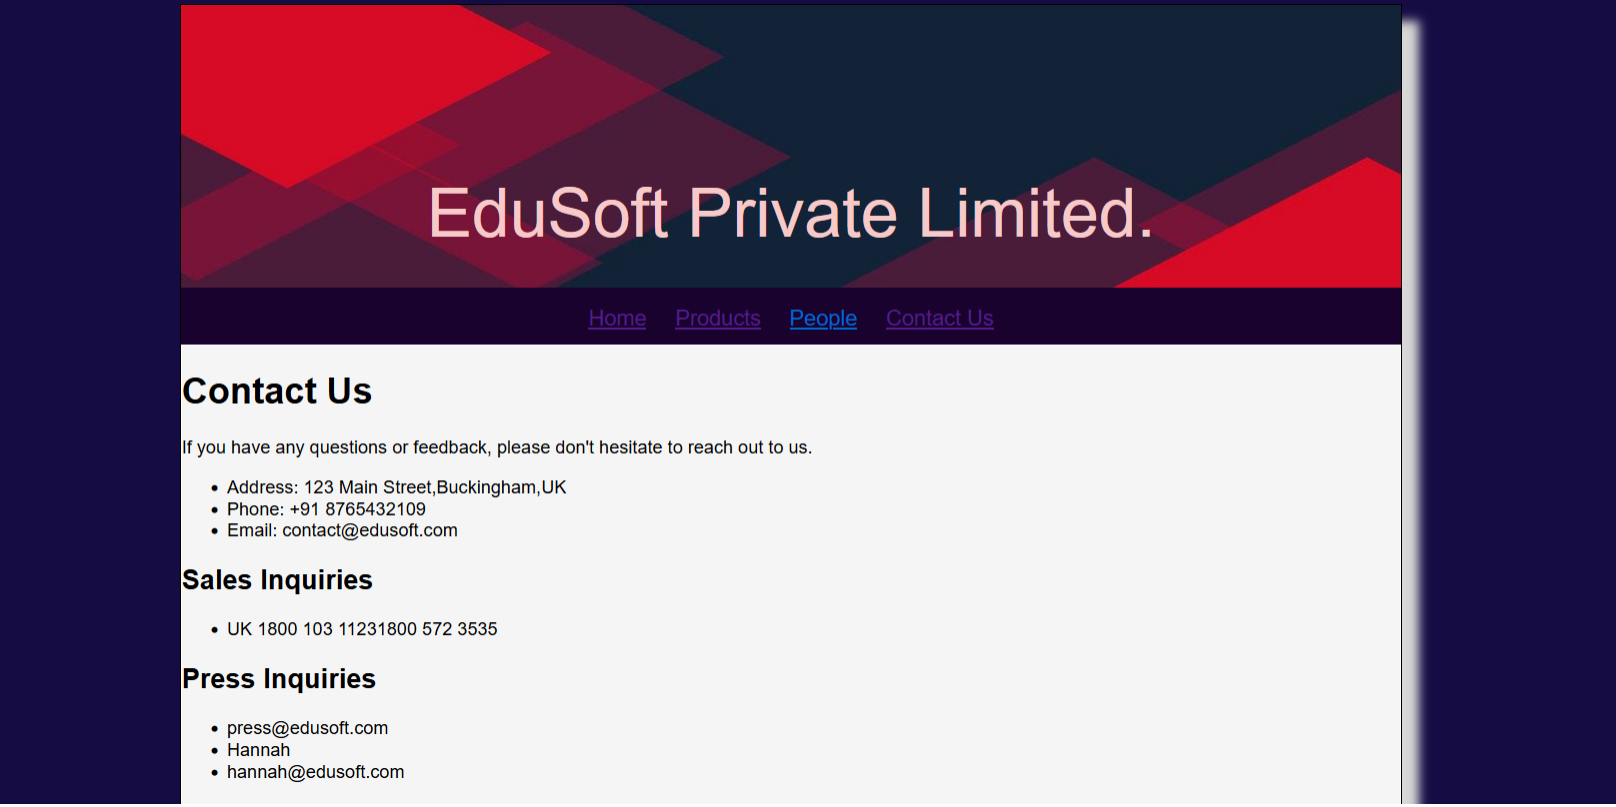 EduSoft Private Limited.
Home Products People Contact Us
Contact Us
If you have any questions or feedback, please don't hesitate to reach out to us.
• Address: 123 Main Street,Buckingham,UK
• Phone: +91 8765432109
• Email: contact@edusoft.com
Sales Inquiries
• UK 1800 103 11231800 572 3535
Press Inquiries
• press@edusoft.com
• Hannah
• hannah@edusoft.com